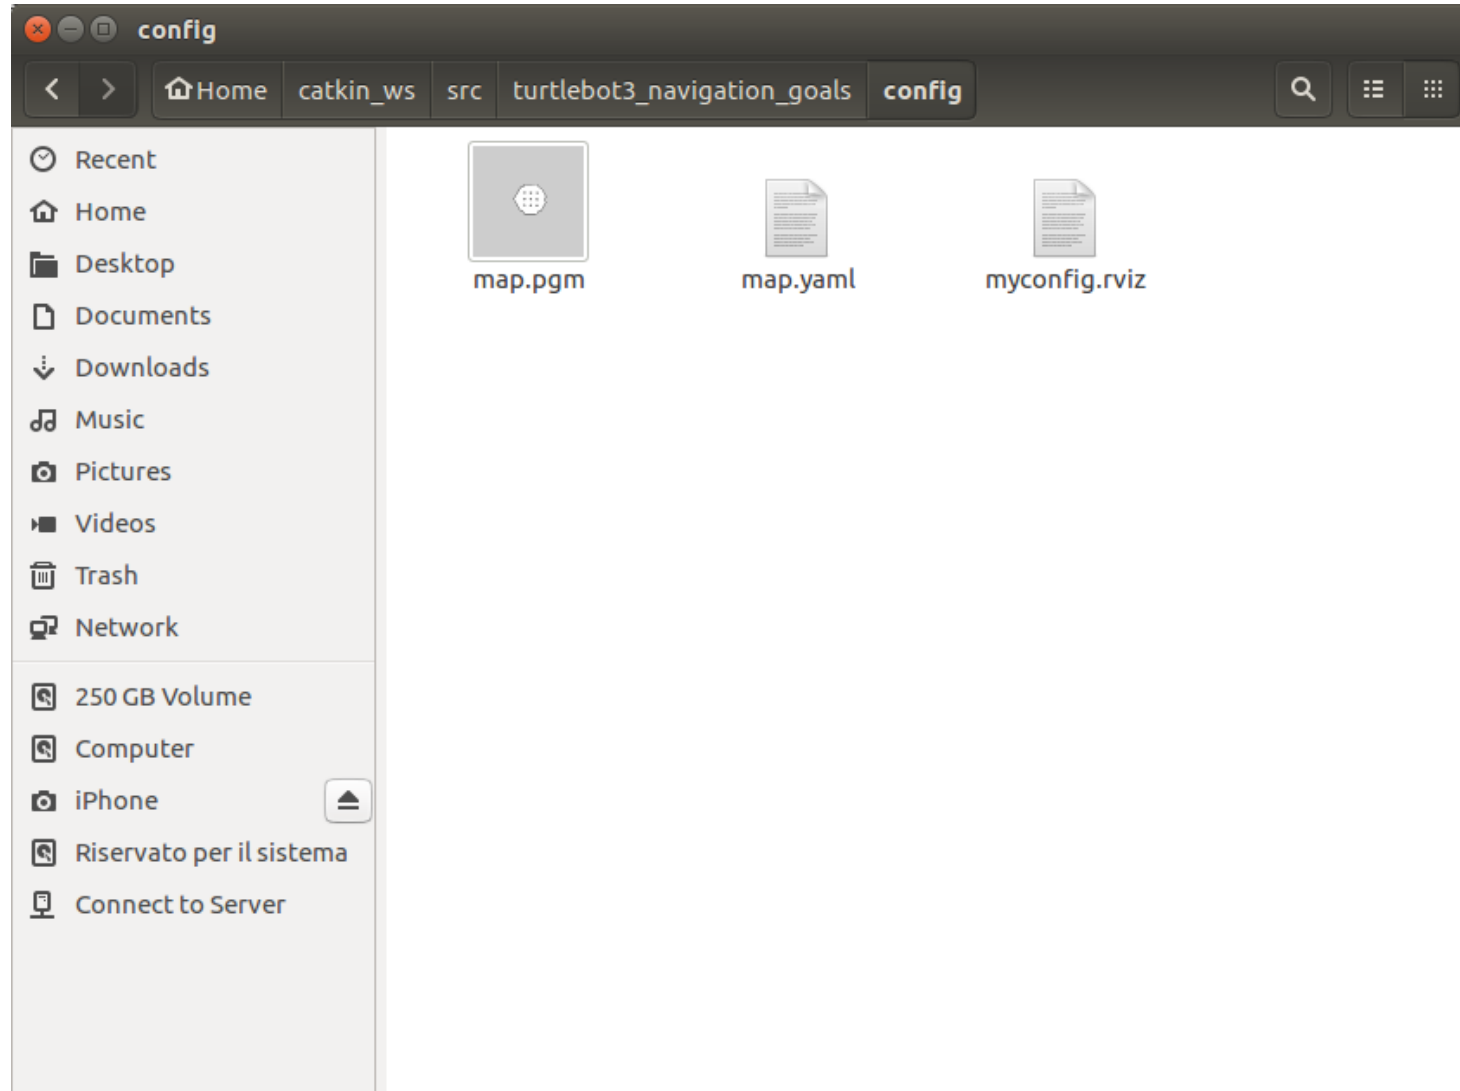 config
Home catkin_ws src turtlebot3_navigation_goals config
Recent
Home
Desktop
Documents
Downloads
Music
Pictures
Videos
Trash
Network
250 GB Volume
Computer
iPhone
Riservato per il sistema
Connect to Server
map.pgm map.yaml myconfig.rviz